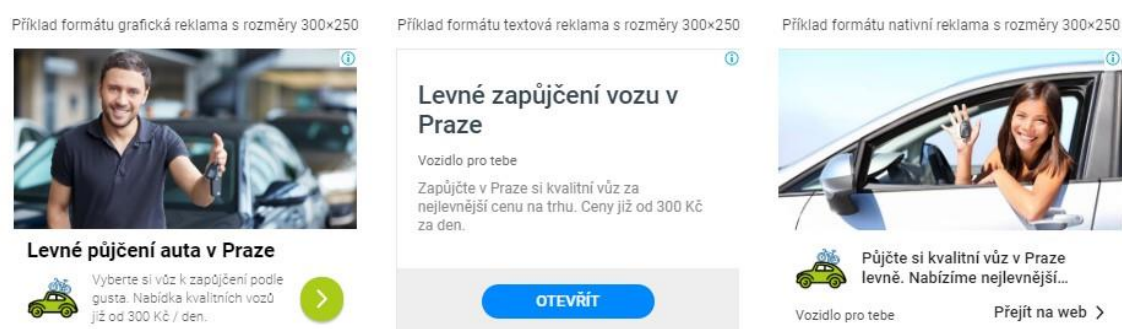 Příklad formátu grafická reklama s rozměry 300×250
Levné půjčení auta v Praze
Vyberte si vůz k zapůjčení podle
gusta. Nabídka kvalitních vozů
již od 300 Kč / den.
Příklad formátu textová reklama s rozměry 300×250
Levné zapůjčení vozu v
Praze
Vozidlo pro tebe
Zapůjčte v Praze si kvalitní vůz za
nejlevnější cenu na trhu. Ceny již od 300 Kč
za den.
OTEVŘÍT
Příklad formátu nativní reklama s rozměry 300×250
Půjčte si kvalitní vůz v Praze
levně. Nabízíme nejlevnější...
Vozidlo pro tebe
Přejít na web >